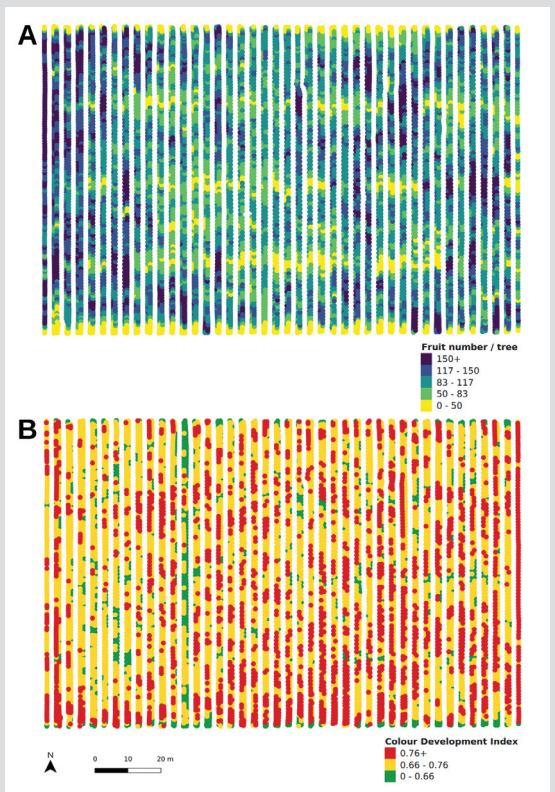 A
Fruit number / tree
150+
117 - 150
83 - 117
50 - 83
0 - 50
B
Colour Development Index
0.76+
0.66 - 0.76
0 - 0.66
N
0 10 20 m